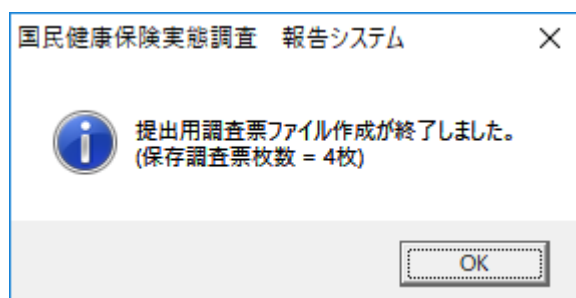 国民健康保険実態調査　報告システム
提出用調査票ファイル作成が終了しました。
(保存調査票枚数 = 4枚)
OK